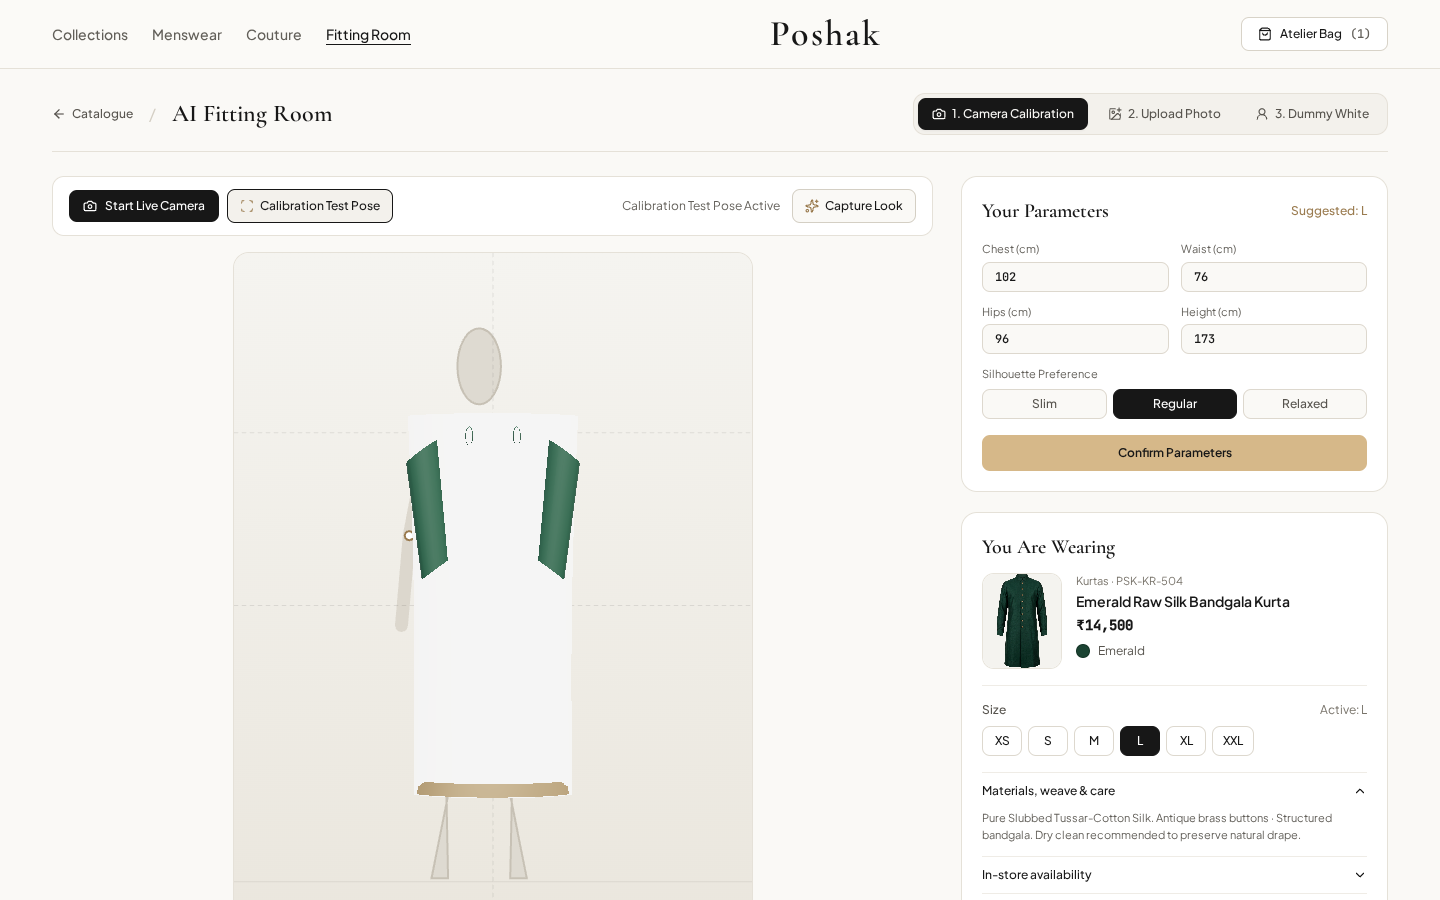 Collections Menswear Couture Fitting Room
Poshak
Atelier Bag (1)
Catalogue / AI Fitting Room
1. Camera Calibration 2. Upload Photo 3. Dummy White
Start Live Camera Calibration Test Pose
Calibration Test Pose Active Capture Look
Your Parameters Suggested: L
Chest (cm) Waist (cm)
102 76
Hips (cm) Height (cm)
96 173
Silhouette Preference
Slim Regular Relaxed
Confirm Parameters
You Are Wearing
Kurtas · PSK-KR-504
Emerald Raw Silk Bandgala Kurta
₹14,500
Emerald
Size Active: L
XS S M L XL XXL
Materials, weave & care
Pure Slubbed Tussar-Cotton Silk. Antique brass buttons · Structured
bandgala. Dry clean recommended to preserve natural drape.
In-store availability